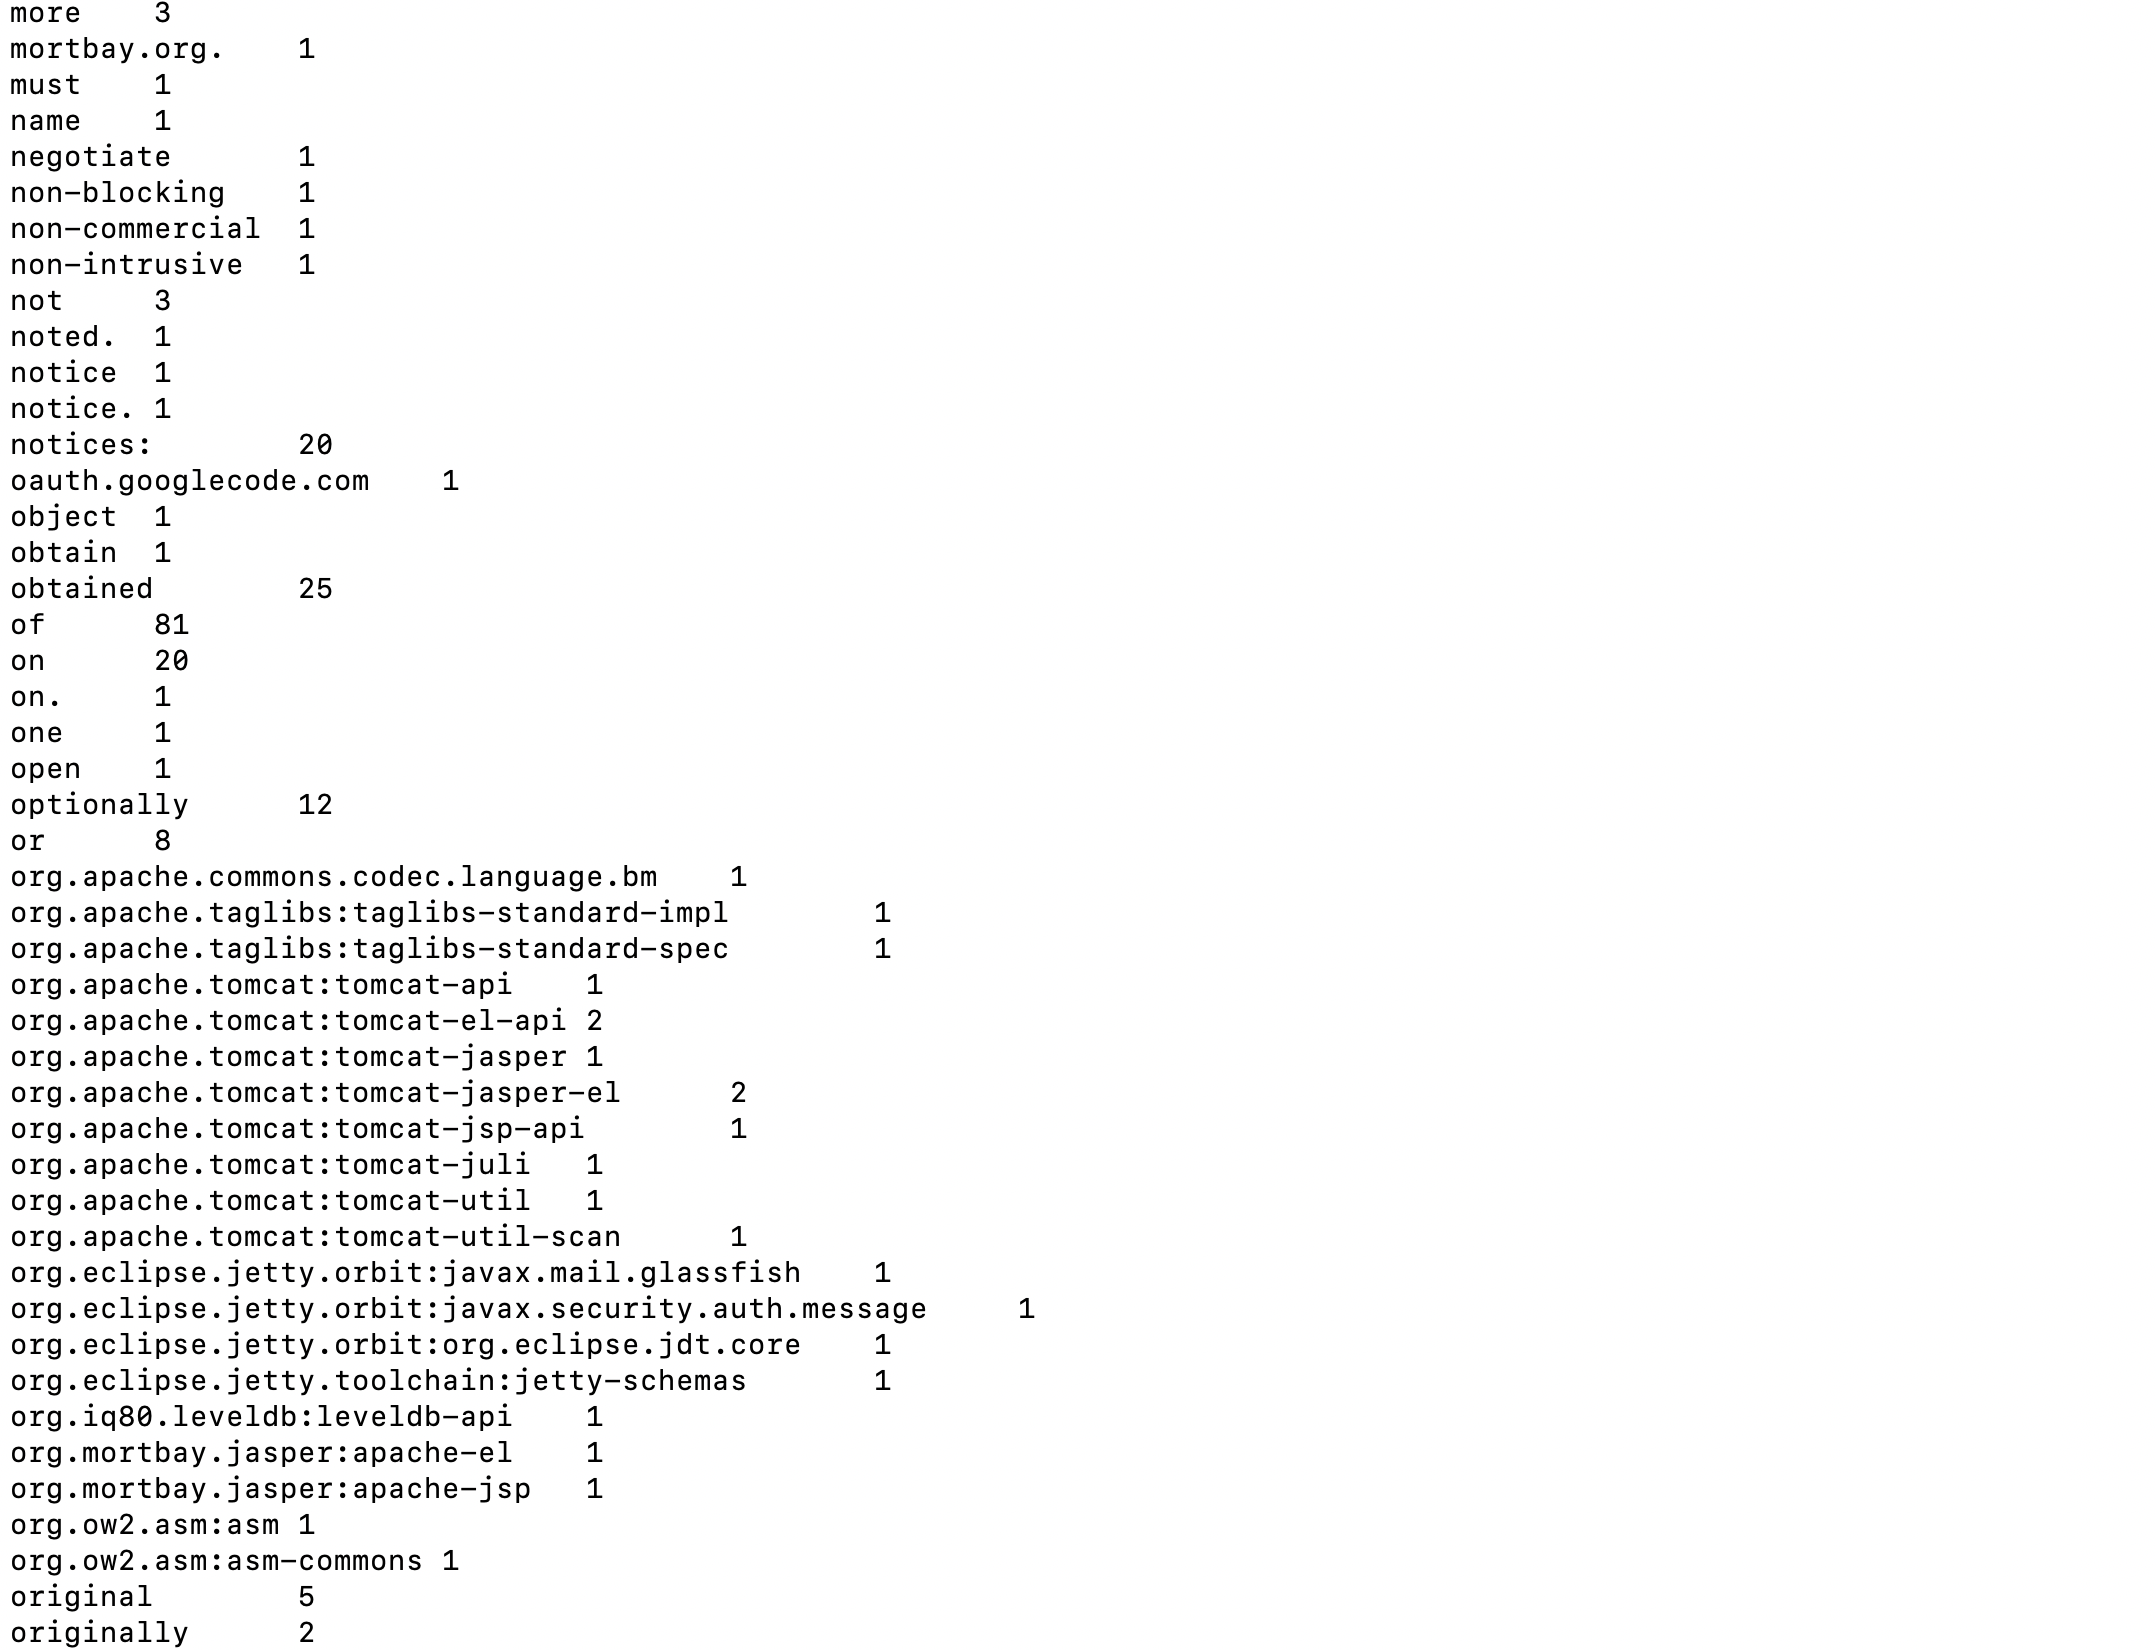 more	3
mortbay.org.	1
must	1
name	1
negotiate	1
non-blocking	1
non-commercial	1
non-intrusive	1
not	3
noted.	1
notice	1
notice.	1
notices:	20
oauth.googlecode.com	1
object	1
obtain	1
obtained	25
of	81
on	20
on.	1
one	1
open	1
optionally	12
or	8
org.apache.commons.codec.language.bm	1
org.apache.taglibs:taglibs-standard-impl	1
org.apache.taglibs:taglibs-standard-spec	1
org.apache.tomcat:tomcat-api	1
org.apache.tomcat:tomcat-el-api	2
org.apache.tomcat:tomcat-jasper	1
org.apache.tomcat:tomcat-jasper-el	2
org.apache.tomcat:tomcat-jsp-api	1
org.apache.tomcat:tomcat-juli	1
org.apache.tomcat:tomcat-util	1
org.apache.tomcat:tomcat-util-scan	1
org.eclipse.jetty.orbit:javax.mail.glassfish	1
org.eclipse.jetty.orbit:javax.security.auth.message	1
org.eclipse.jetty.orbit:org.eclipse.jdt.core	1
org.eclipse.jetty.toolchain:jetty-schemas	1
org.iq80.leveldb:leveldb-api	1
org.mortbay.jasper:apache-el	1
org.mortbay.jasper:apache-jsp	1
org.ow2.asm:asm	1
org.ow2.asm:asm-commons	1
original	5
originally	2